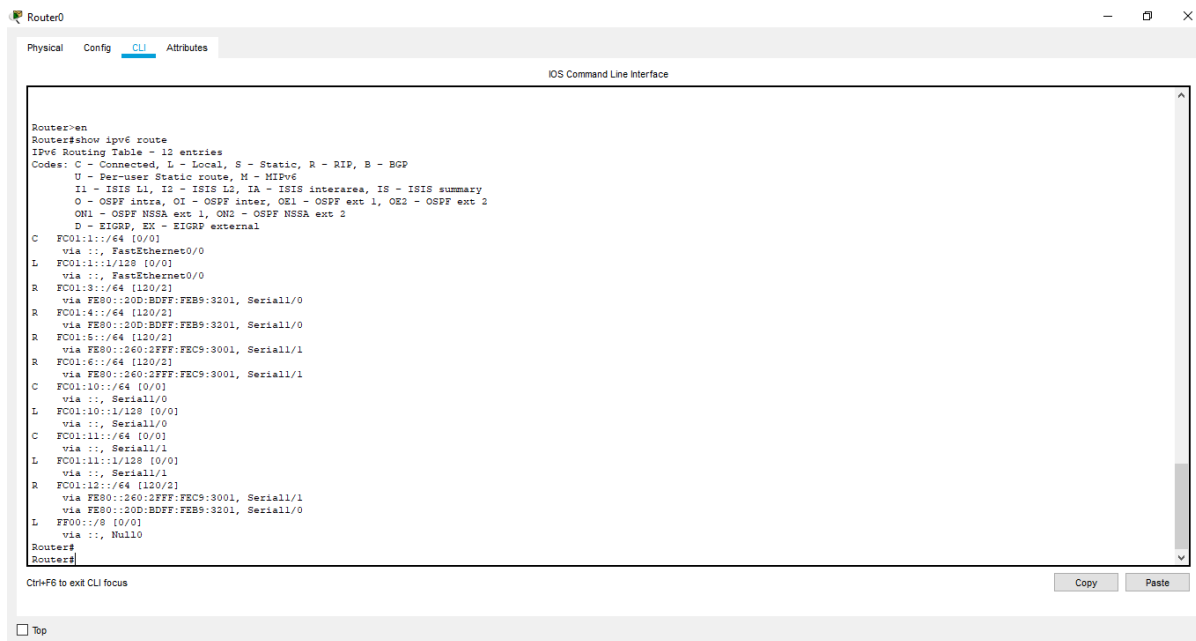 Router0
Physical Config CLI Attributes
IOS Command Line Interface
Router>en
Router#show ipv6 route
IPv6 Routing Table - 12 entries
Codes: C - Connected, L - Local, S - Static, R - RIP, B - BGP
U - Per-user Static route, M - MIPv6
I1 - ISIS L1, I2 - ISIS L2, IA - ISIS interarea, IS - ISIS summary
O - OSPF intra, OI - OSPF inter, OE1 - OSPF ext 1, OE2 - OSPF ext 2
ON1 - OSPF NSSA ext 1, ON2 - OSPF NSSA ext 2
D - EIGRP, EX - EIGRP external
C FC01:1::/64 [0/0]
via ::, FastEthernet0/0
L FC01:1::1/128 [0/0]
via ::, FastEthernet0/0
R FC01:3::/64 [120/2]
via FE80::20D:BDFF:FEB9:3201, Serial1/0
R FC01:4::/64 [120/2]
via FE80::20D:BDFF:FEB9:3201, Serial1/0
R FC01:5::/64 [120/2]
via FE80::260:2FFF:FEC9:3001, Serial1/1
R FC01:6::/64 [120/2]
via FE80::260:2FFF:FEC9:3001, Serial1/1
C FC01:10::/64 [0/0]
via ::, Serial1/0
L FC01:10::1/128 [0/0]
via ::, Serial1/0
C FC01:11::/64 [0/0]
via ::, Serial1/1
L FC01:11::1/128 [0/0]
via ::, Serial1/1
R FC01:12::/64 [120/2]
via FE80::260:2FFF:FEC9:3001, Serial1/1
via FE80::20D:BDFF:FEB9:3201, Serial1/0
L FF00::/8 [0/0]
via ::, Null0
Router#
Router#
Ctrl+F6 to exit CLI focus
Copy Paste
Top